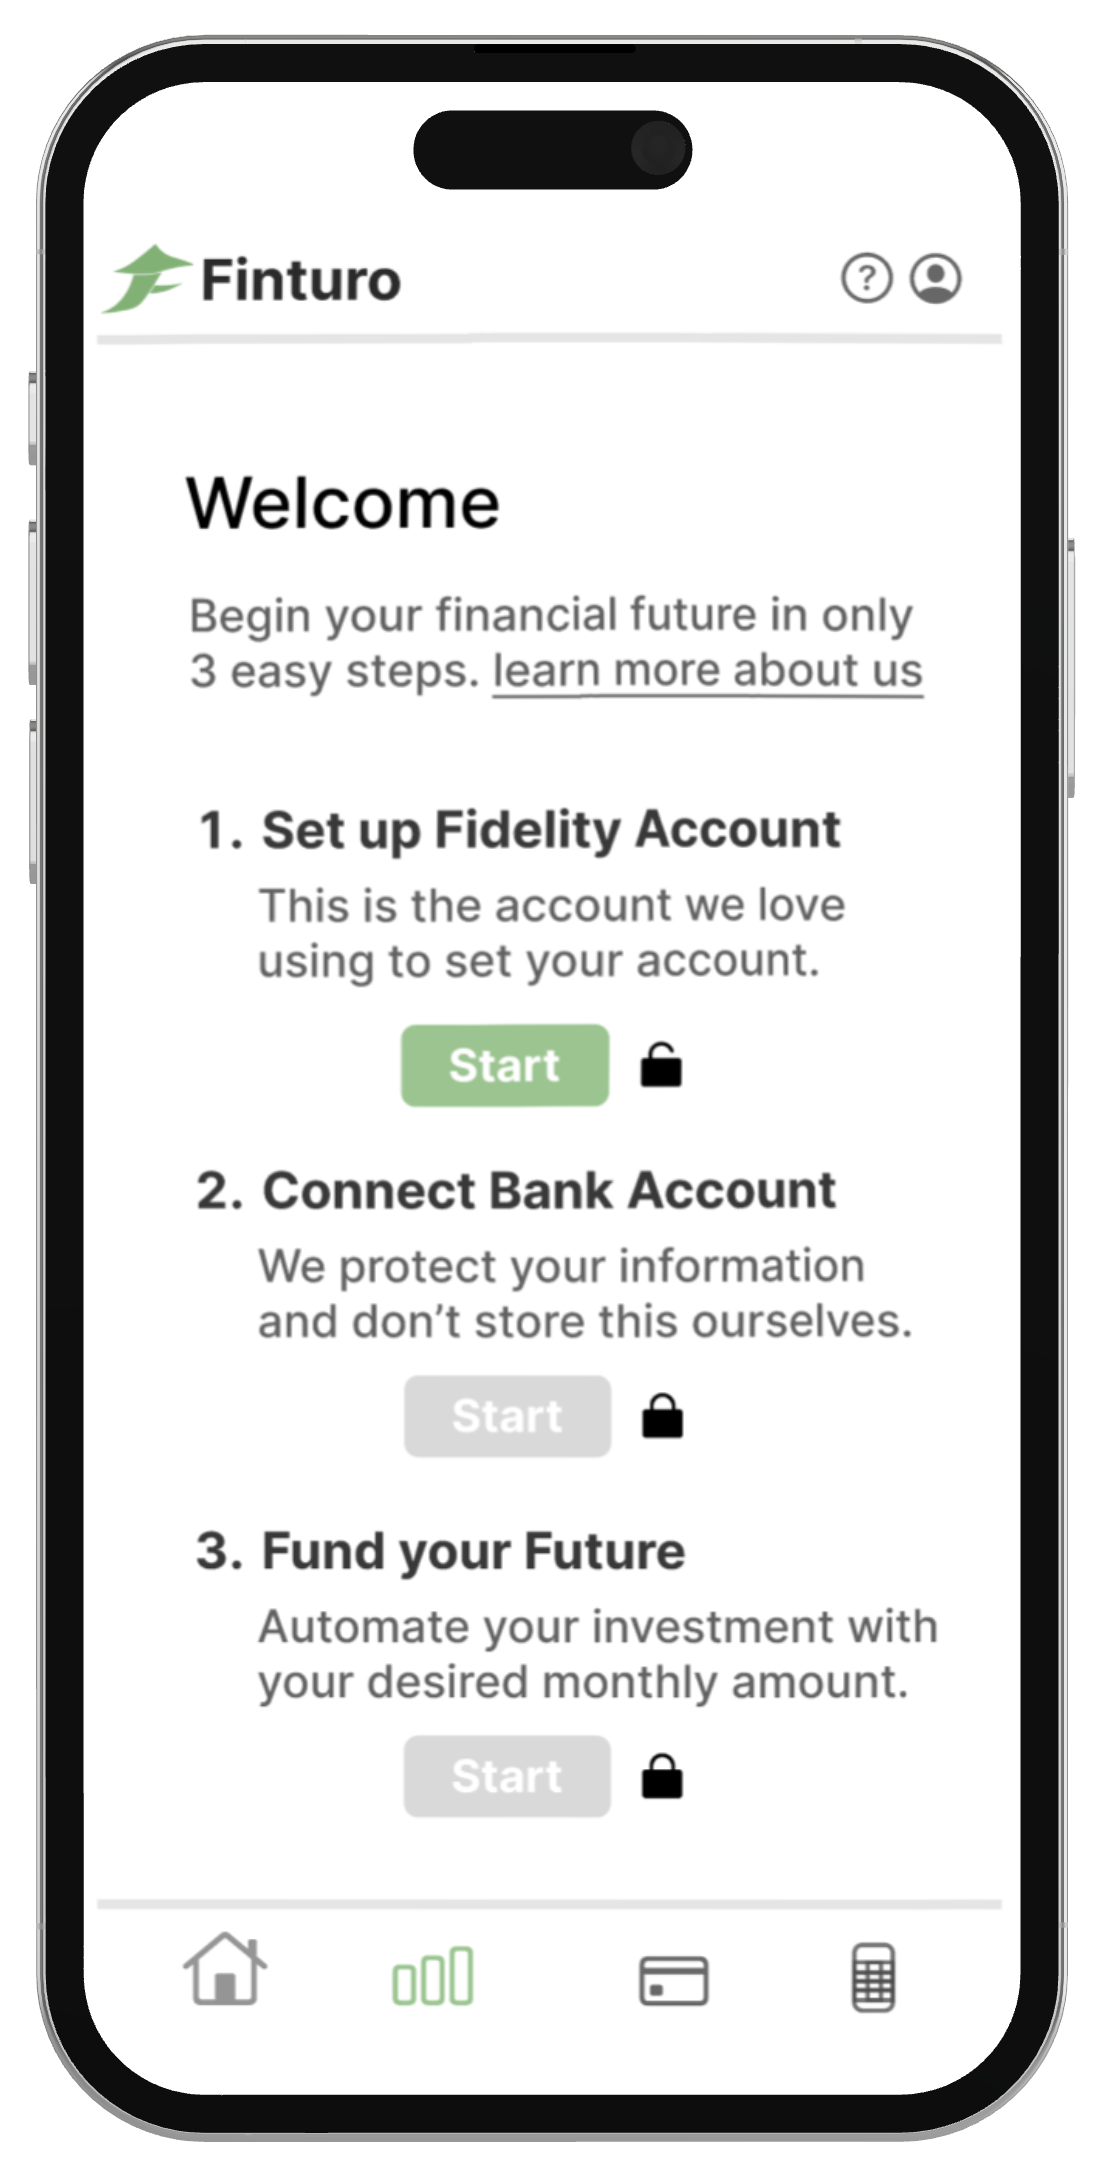 Finturo
?
Welcome
Begin your financial future in only
3 easy steps. learn more about us
1. Set up Fidelity Account
This is the account we love
using to set your account.
Start
2. Connect Bank Account
We protect your information
and don’t store this ourselves.
Start
3. Fund your Future
Automate your investment with
your desired monthly amount.
Start